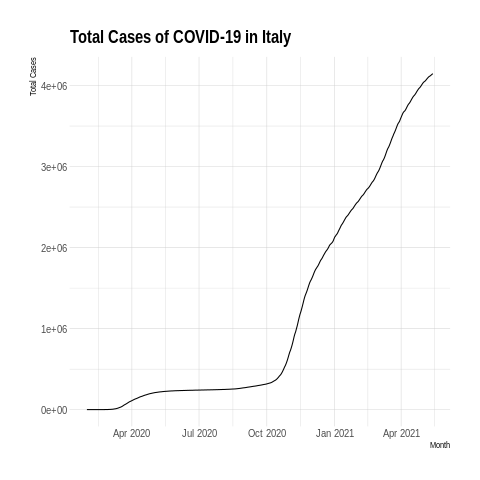 Total Cases of COVID-19 in Italy
Total Cases
4e+06
3e+06
2e+06
1e+06
0e+00
Apr 2020 Jul 2020 Oct 2020 Jan 2021 Apr 2021
Month